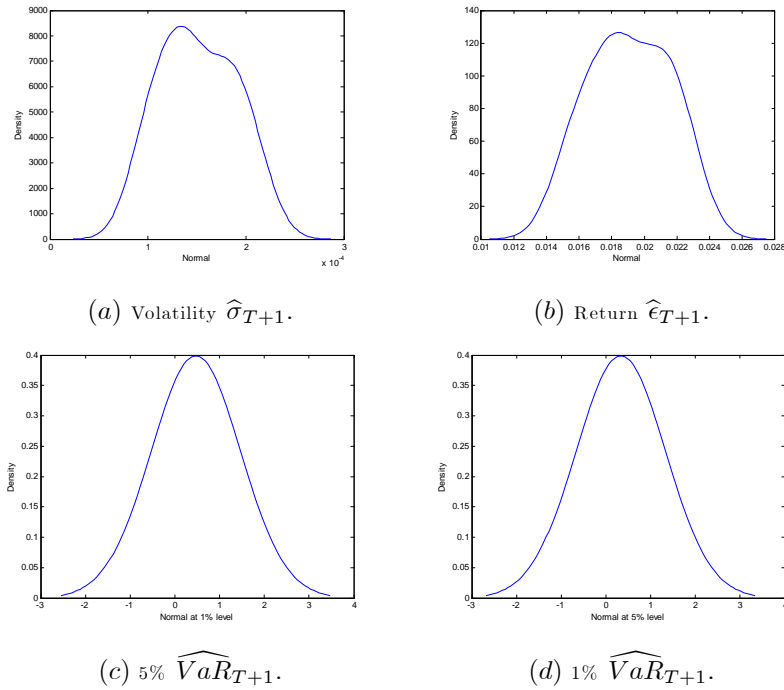 9000
8000
7000
6000
5000
4000
3000
2000
1000
0
Density
0 1 2 3
x 10⁻⁴
Normal
(a) Volatility σ̂_{T+1}.
140
120
100
80
60
40
20
0
Density
0.01 0.012 0.014 0.016 0.018 0.02 0.022 0.024 0.026 0.028
Normal
(b) Return ϵ̂_{T+1}.
0.4
0.35
0.3
0.25
0.2
0.15
0.1
0.05
0
Density
-3 -2 -1 0 1 2 3 4
Normal at 1% level
(c) 5% \widehat{VaR}_{T+1}.
0.4
0.35
0.3
0.25
0.2
0.15
0.1
0.05
0
Density
-3 -2 -1 0 1 2 3 4
Normal at 5% level
(d) 1% \widehat{VaR}_{T+1}.